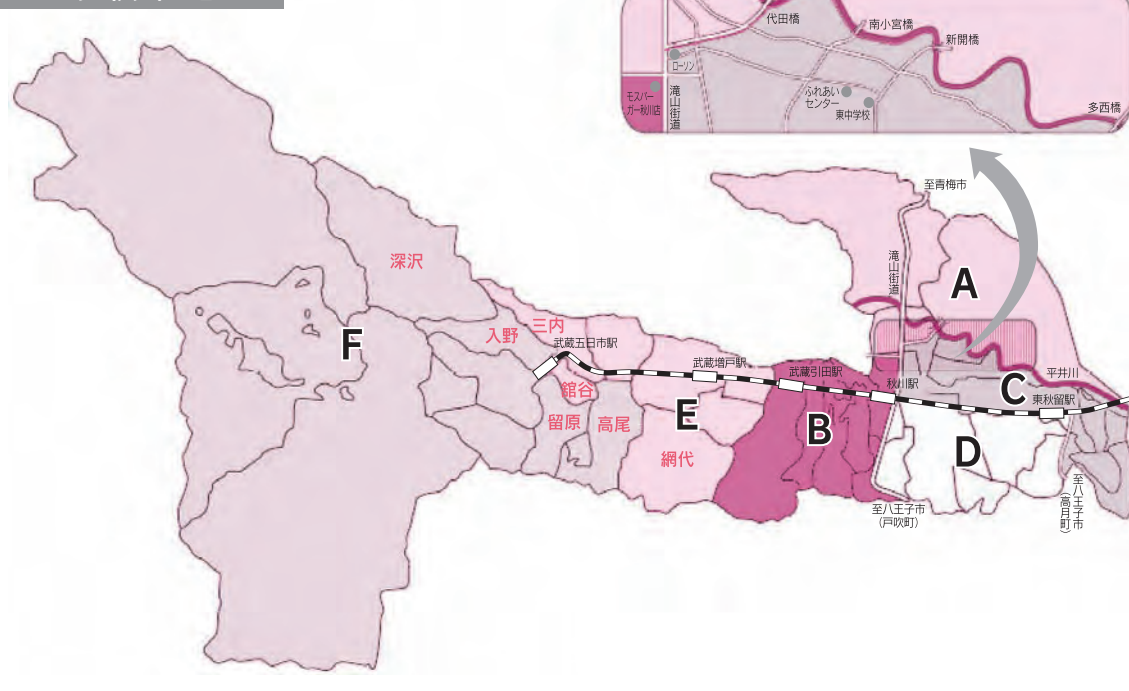 代田橋
南小宮橋
新開橋
ローソン
モスバー
ガー秋川店
滝山街道
ふれあい
センター
東中学校
多西橋
至青梅市
滝山街道
A
深沢
三内
入野
武蔵五日市駅
F
武蔵増戸駅
武蔵引田駅
秋川駅
平井川
C
東秋留駅
舘谷
留原
高尾
E
B
D
網代
至八王子市
(戸吹町)
至八王子市
(高月町)